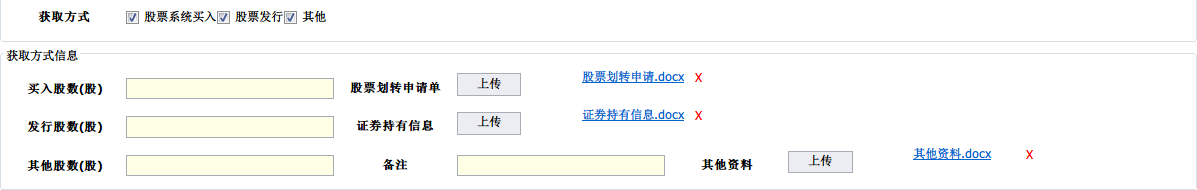 获取方式 股票系统买入 股票发行 其他
获取方式信息
买入股数(股) 股票划转申请单 上传 股票划转申请.docx X
发行股数(股) 证券持有信息 上传 证券持有信息.docx X
其他股数(股) 备注 其他资料 上传 其他资料.docx X